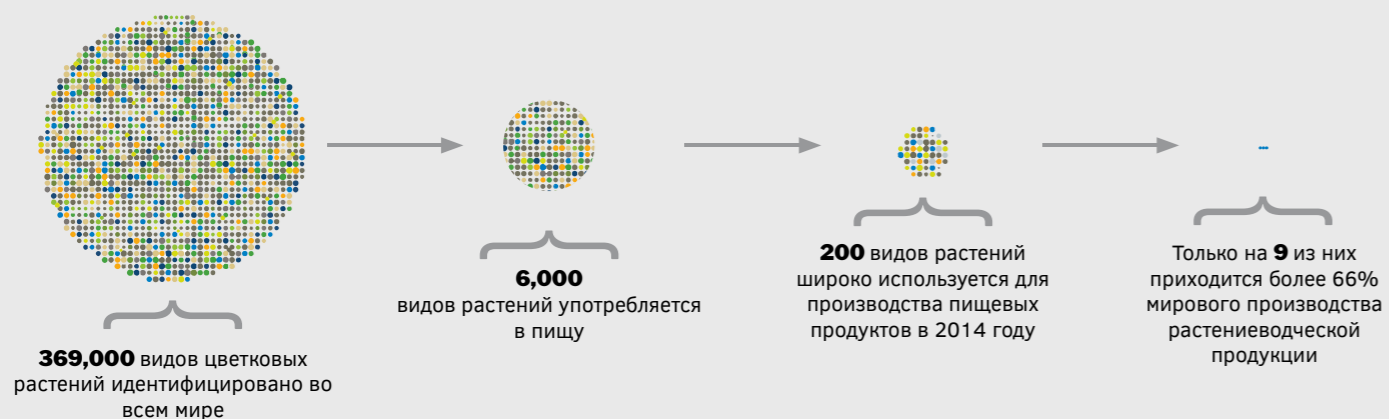 369,000 видов цветковых
растений идентифицировано во
всем мире
6,000
видов растений употребляется
в пищу
200 видов растений
широко используется для
производства пищевых
продуктов в 2014 году
Только на 9 из них
приходится более 66%
мирового производства
растениеводческой
продукции